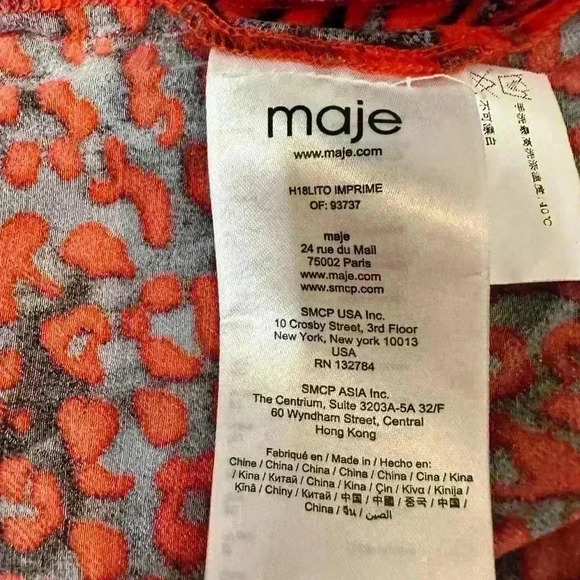 maje
www.maje.com
H18LITO IMPRIME
OF: 93737
maje
24 rue du Mail
75002 Paris
www.maje.com
www.smcp.com
SMCP USA Inc.
10 Crosby Street, 3rd Floor
New York, New york 10013
USA
RN 132784
SMCP ASIA Inc.
The Centrium, Suite 3203A-5A 32/F
60 Wyndham Street, Central
Hong Kong
Fabriqué en / Made in / Hecho en:
Chine / China / China / China / China / Cina / Kina
/ Kina / Китай / China / Kina / Çin / Κίνα / Kinija /
Ķīnā / Chiny / Китай / 中国 / 中國 / 중국 / 中国 /
China / จีน / الصين
不可漂白